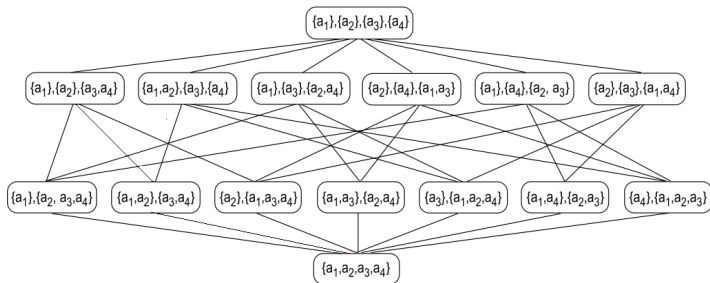 {a₁},{a₂},{a₃},{a₄}
{a₁},{a₂},{a₃,a₄} {a₁,a₂},{a₃},{a₄} {a₁},{a₃},{a₂,a₄} {a₂},{a₄},{a₁,a₃} {a₁},{a₄},{a₂, a₃} {a₂},{a₃},{a₁,a₄}
{a₁},{a₂, a₃,a₄} {a₁,a₂},{a₃,a₄} {a₂},{a₁,a₃,a₄} {a₁,a₃},{a₂,a₄} {a₃},{a₁,a₂,a₄} {a₁,a₄},{a₂,a₃} {a₄},{a₁,a₂,a₃}
{a₁,a₂,a₃,a₄}